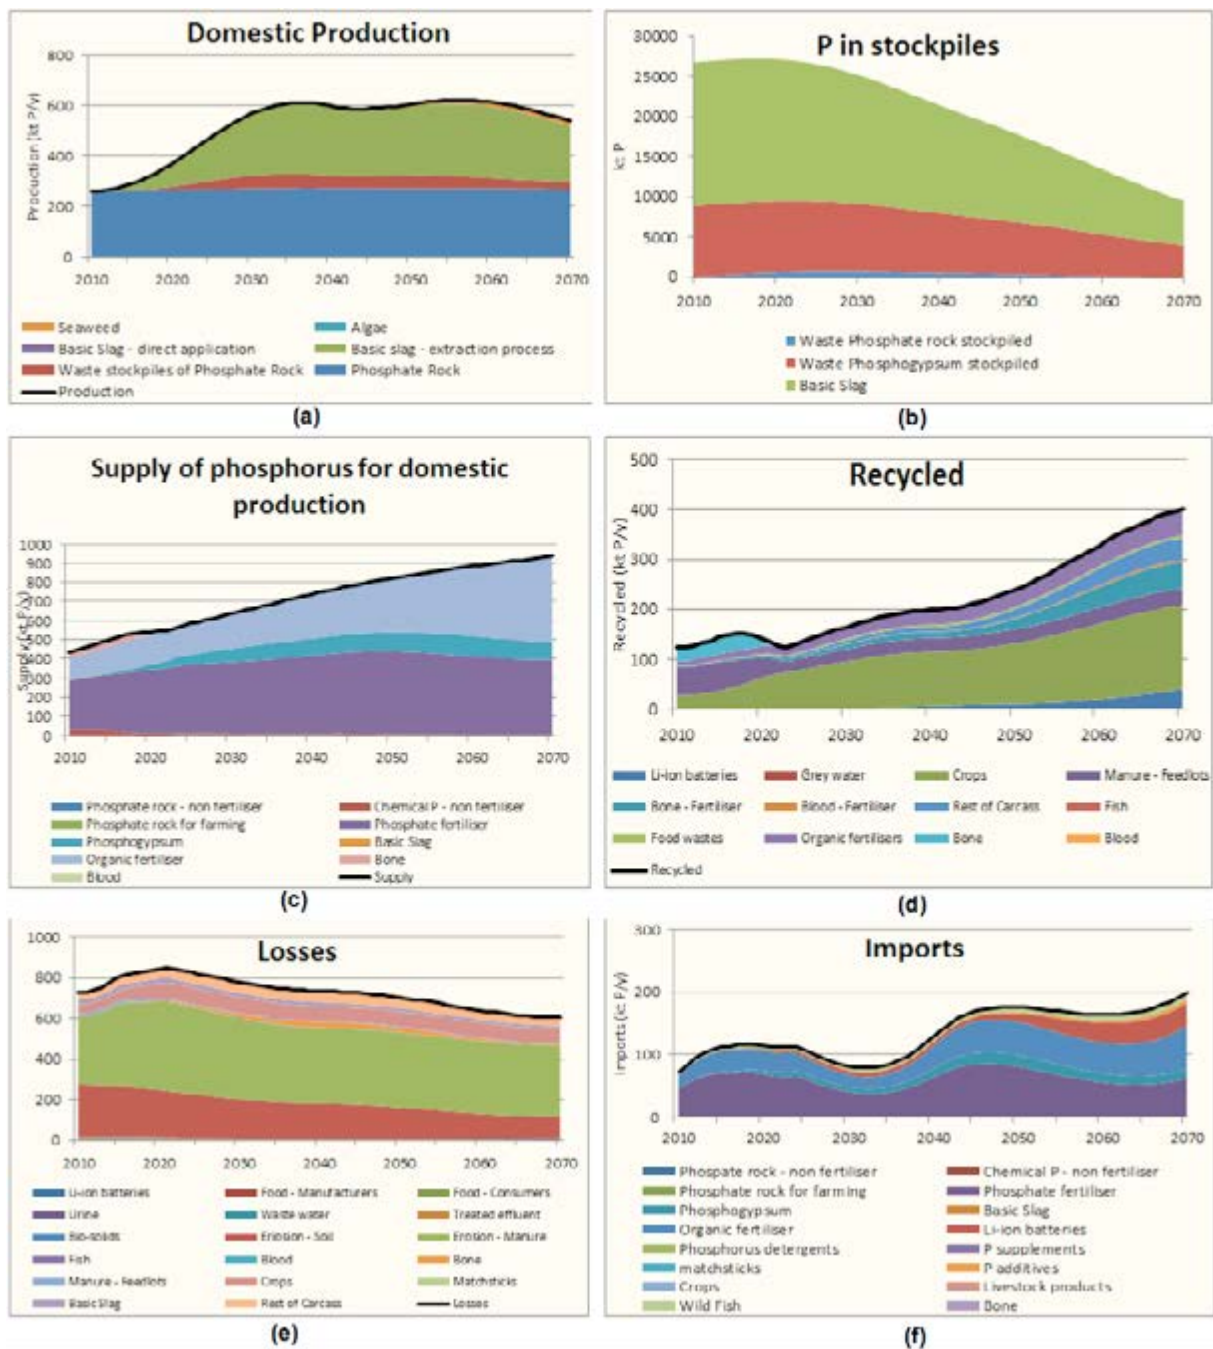 Domestic Production
Production (kt P/y)
800
600
400
200
0
2010 2020 2030 2040 2050 2060 2070
Seaweed Algae
Basic Slag - direct application Basic slag - extraction process
Waste stockpiles of Phosphate Rock Phosphate Rock
Production
(a)
P in stockpiles
kt P
30000
25000
20000
15000
10000
5000
0
2010 2020 2030 2040 2050 2060 2070
Waste Phosphate rock stockpiled
Waste Phosphogypsum stockpiled
Basic Slag
(b)
Supply of phosphorus for domestic
production
Supply (kt P/y)
1000
900
800
700
600
500
400
300
200
100
0
2010 2020 2030 2040 2050 2060 2070
Phosphate rock - non fertiliser Chemical P - non fertiliser
Phosphate rock for farming Phosphate fertiliser
Phosphogypsum Basic Slag
Organic fertiliser Bone
Blood Supply
(c)
Recycled
Recycled (kt P/y)
500
400
300
200
100
0
2010 2020 2030 2040 2050 2060 2070
Li-ion batteries Grey water Crops Manure - Feedlots
Bone - Fertiliser Blood - Fertiliser Rest of Carcass Fish
Food wastes Organic fertilisers Bone Blood
Recycled
(d)
Losses
1000
800
600
400
200
0
2010 2020 2030 2040 2050 2060 2070
Li-ion batteries Food - Manufacturers Food - Consumers
Urine Waste water Treated effluent
Bio-solids Erosion - Soil Erosion - Manure
Fish Blood Bone
Manure - Feedlots Crops Matchsticks
Basic Slag Rest of Carcass Losses
(e)
Imports
Imports (kt P/y)
300
200
100
0
2010 2020 2030 2040 2050 2060 2070
Phospate rock - non fertiliser Chemical P - non fertiliser
Phosphate rock for farming Phosphate fertiliser
Phosphogypsum Basic Slag
Organic fertiliser Li-ion batteries
Phosphorus detergents P supplements
matchsticks P additives
Crops Livestock products
Wild Fish Bone
(f)